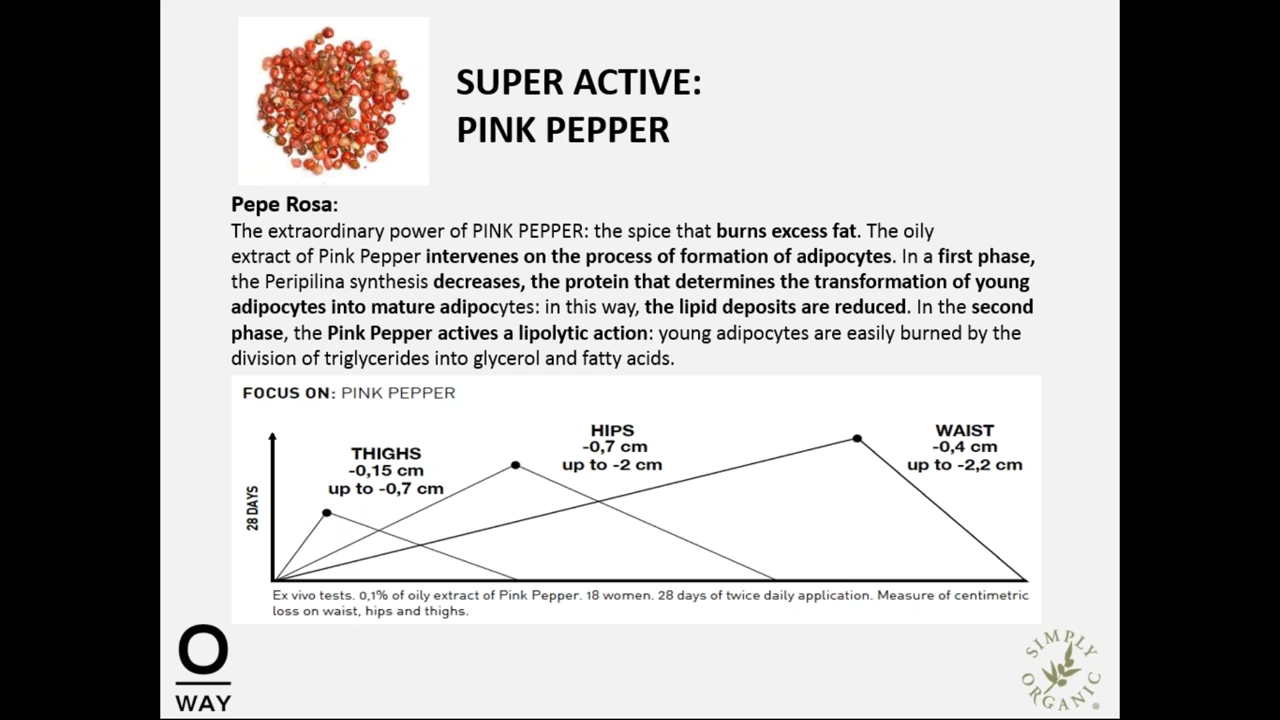 SUPER ACTIVE:
PINK PEPPER
Pepe Rosa:
The extraordinary power of PINK PEPPER: the spice that burns excess fat. The oily
extract of Pink Pepper intervenes on the process of formation of adipocytes. In a first phase,
the Peripilina synthesis decreases, the protein that determines the transformation of young
adipocytes into mature adipocytes: in this way, the lipid deposits are reduced. In the second
phase, the Pink Pepper actives a lipolytic action: young adipocytes are easily burned by the
division of triglycerides into glycerol and fatty acids.
FOCUS ON: PINK PEPPER
28 DAYS
THIGHS
-0,15 cm
up to -0,7 cm
HIPS
-0,7 cm
up to -2 cm
WAIST
-0,4 cm
up to -2,2 cm
Ex vivo tests. 0,1% of oily extract of Pink Pepper. 18 women. 28 days of twice daily application. Measure of centimetric
loss on waist, hips and thighs.
O
WAY
SIMPLY
ORGANIC
®